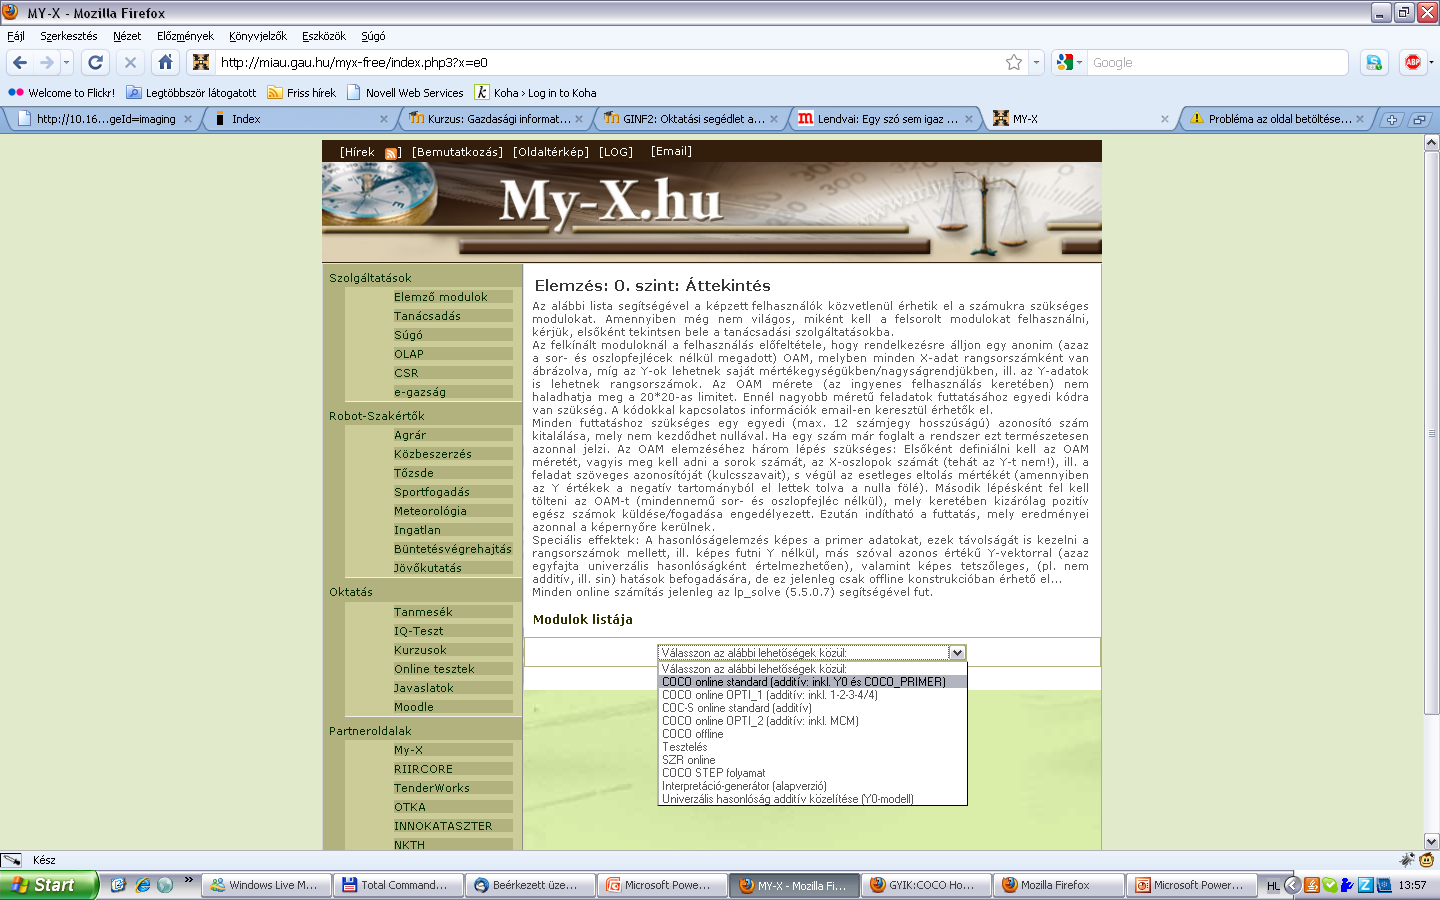 MY-X - Mozilla Firefox
Fájl Szerkesztés Nézet Előzmények Könyvjelzők Eszközök Súgó
http://miau.gau.hu/myx-free/index.php3?x=e0
Google
ABP
Welcome to Flickr! Legtöbbször látogatott Friss hírek Novell Web Services Koha › Log in to Koha
http://10.16...geId=imaging Index Kurzus: Gazdasági informat... GINF2: Oktatási segédlet a... Lendvai: Egy szó sem igaz ... MY-X Probléma az oldal betöltése...
[Hírek ] [Bemutatkozás] [Oldaltérkép] [LOG] [Email]
My-X.hu
Szolgáltatások
Elemző modulok
Tanácsadás
Súgó
OLAP
CSR
e-gazság
Robot-Szakértők
Agrár
Közbeszerzés
Tőzsde
Sportfogadás
Meteorológia
Ingatlan
Büntetésvégrehajtás
Jövőkutatás
Oktatás
Tanmesék
IQ-Teszt
Kurzusok
Online tesztek
Javaslatok
Moodle
Partneroldalak
My-X
RIIRCORE
TenderWorks
OTKA
INNOKATASZTER
NKTH
Elemzés: 0. szint: Áttekintés
Az alábbi lista segítségével a képzett felhasználók közvetlenül érhetik el a számukra szükséges
modulokat. Amennyiben még nem világos, miként kell a felsorolt modulokat felhasználni,
kérjük, elsőként tekintsen bele a tanácsadási szolgáltatásokba.
Az felkínált moduloknál a felhasználás előfeltétele, hogy rendelkezésre álljon egy anonim (azaz
a sor- és oszlopfejlécek nélkül megadott) OAM, melyben minden X-adat rangsorszámként van
ábrázolva, míg az Y-ok lehetnek saját mértékegységükben/nagyságrendjükben, ill. az Y-adatok
is lehetnek rangsorszámok. Az OAM mérete (az ingyenes felhasználás keretében) nem
haladhatja meg a 20*20-as limitet. Ennél nagyobb méretű feladatok futtatásához egyedi kódra
van szükség. A kódokkal kapcsolatos információk email-en keresztül érhetők el.
Minden futtatáshoz szükséges egy egyedi (max. 12 számjegy hosszúságú) azonosító szám
kitalálása, mely nem kezdődhet nullával. Ha egy szám már foglalt a rendszer ezt természetesen
azonnal jelzi. Az OAM elemzéséhez három lépés szükséges: Elsőként definiálni kell az OAM
méretét, vagyis meg kell adni a sorok számát, az X-oszlopok számát (tehát az Y-t nem!), ill. a
feladat szöveges azonosítóját (kulcsszavait), s végül az esetleges eltolás mértékét (amennyiben
az Y értékek a negatív tartományból el lettek tolva a nulla fölé). Második lépésként fel kell
tölteni az OAM-t (mindennemű sor- és oszlopfejléc nélkül), mely keretében kizárólag pozitív
egész számok küldése/fogadása engedélyezett. Ezután indítható a futtatás, mely eredményei
azonnal a képernyőre kerülnek.
Speciális effektek: A hasonlóságelemzés képes a primer adatokat, ezek távolságát is kezelni a
rangsorszámok mellett, ill. képes futni Y nélkül, más szóval azonos értékű Y-vektorral (azaz
egyfajta univerzális hasonlóságként értelmezhetően), valamint képes tetszőleges, (pl. nem
additív, ill. sin) hatások befogadására, de ez jelenleg csak offline konstrukcióban érhető el...
Minden online számítás jelenleg az lp_solve (5.5.0.7) segítségével fut.
Modulok listája
Válasszon az alábbi lehetőségek közül:
Válasszon az alábbi lehetőségek közül:
COCO online standard (additív: inkl. Y0 és COCO_PRIMER)
COCO online OPTI_1 (additív: inkl. 1-2-3-4/4)
COC-S online standard (additív)
COCO online OPTI_2 (additív: inkl. MCM)
COCO offline
Tesztelés
SZR online
COCO STEP folyamat
Interpretáció-generátor (alapverzió)
Univerzális hasonlóság additív közelítése (Y0-modell)
Kész
Start Windows Live M... Total Command... Beérkezett üze... Microsoft Powe... MY-X - Mozilla Fi... GYIK:COCO Ho... Mozilla Firefox Microsoft Power... HL 13:57